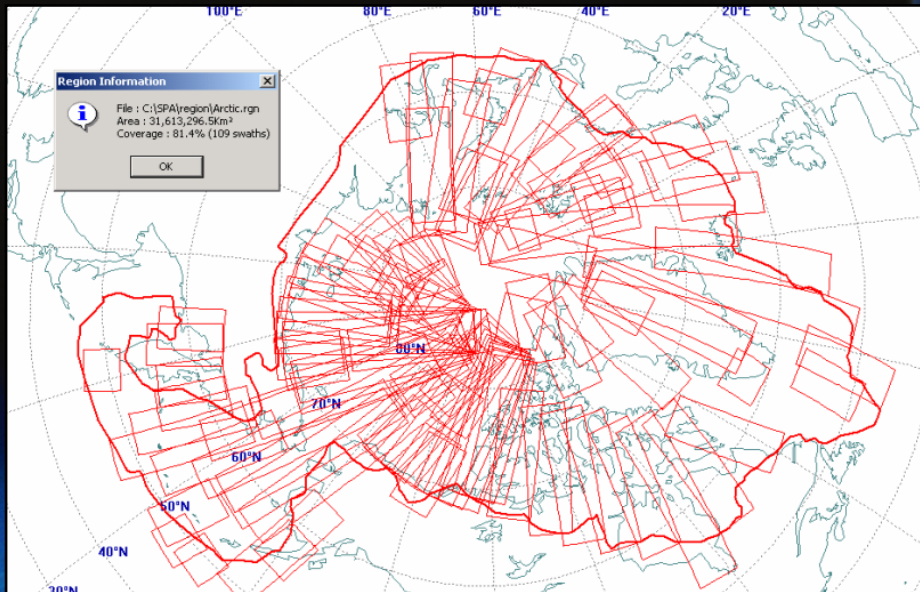 100°E 80°E 60°E 40°E 20°E
Region Information
File : C:\SPA\region\Arctic.rgn
Area : 31,613,296.5Km²
Coverage : 81.4% (109 swaths)
OK
80°N
70°N
60°N
50°N
40°N
30°N